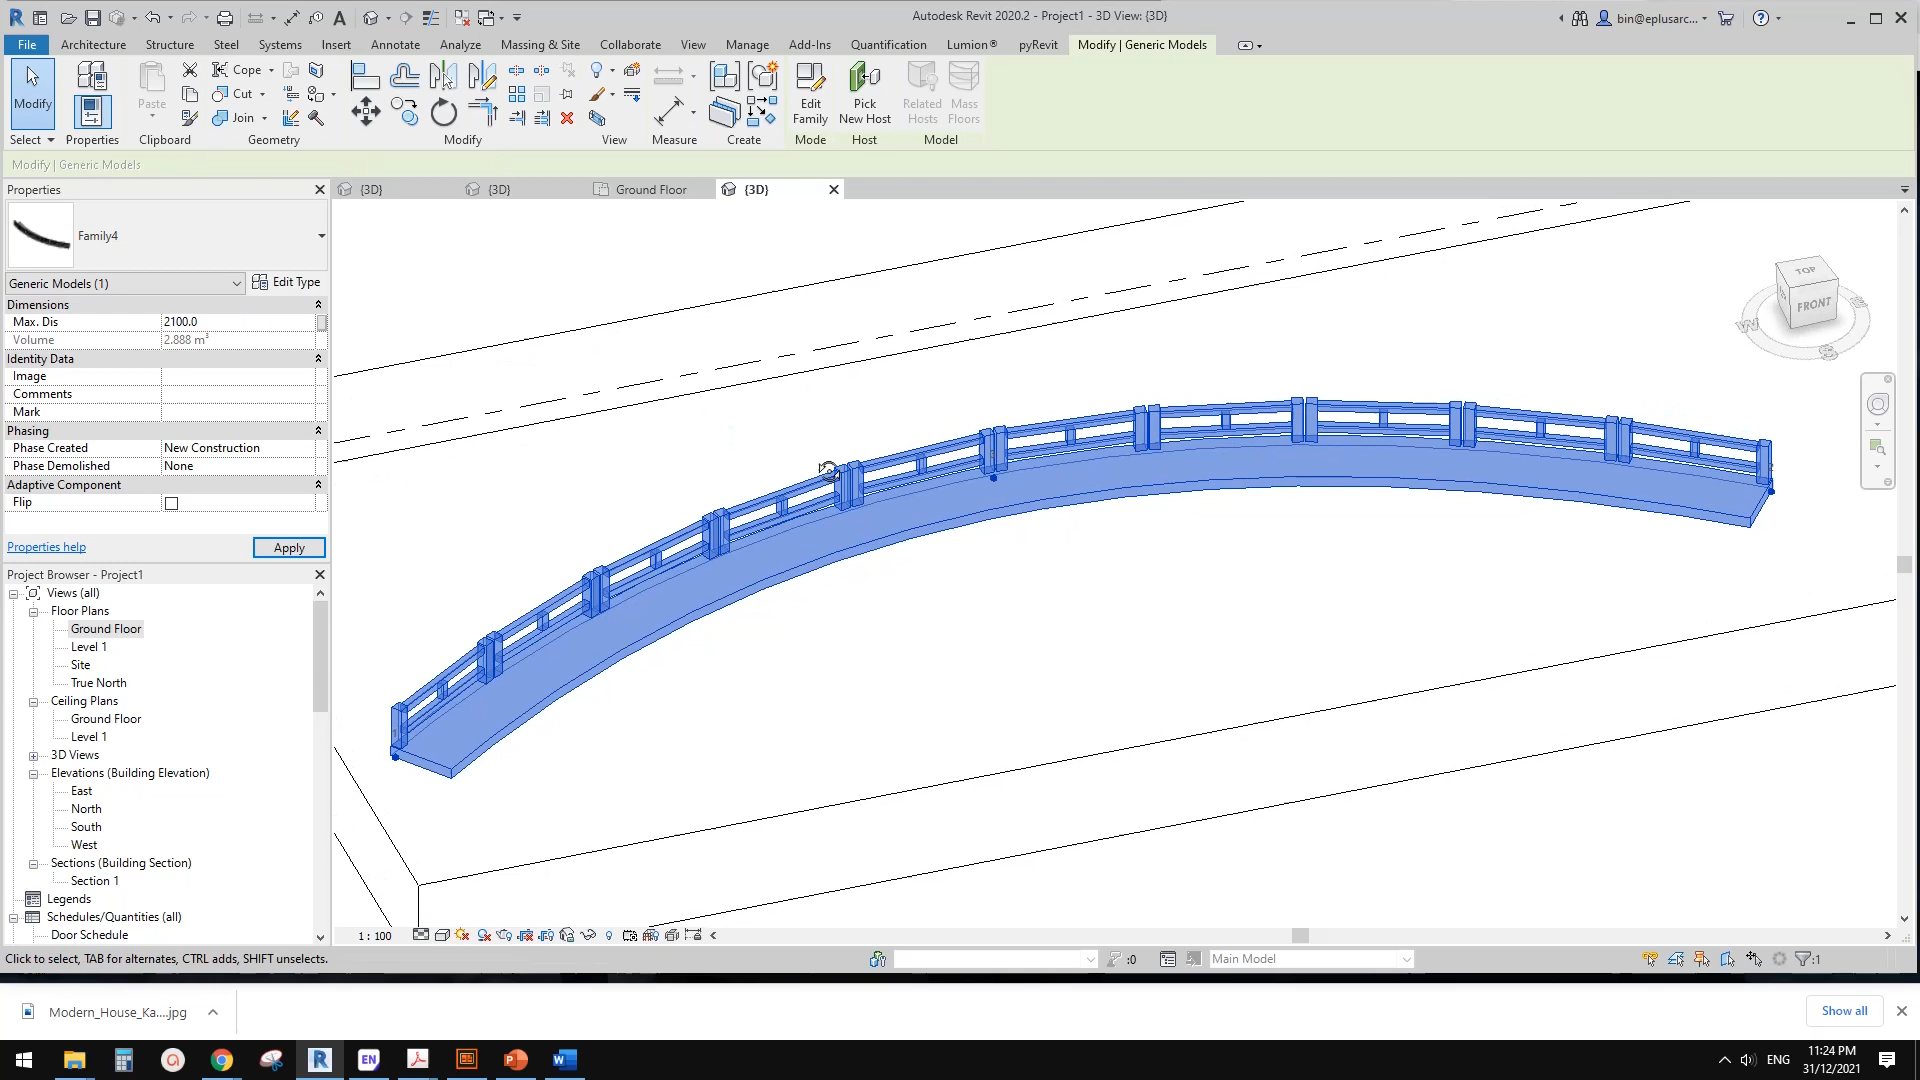 Autodesk Revit 2020.2 - Project1 - 3D View: {3D}
bin@eplusarc...
File Architecture Structure Steel Systems Insert Annotate Analyze Massing & Site Collaborate View Manage Add-Ins Quantification Lumion® pyRevit Modify | Generic Models
Modify
Paste
Cope
Cut
Join
Edit Family
Pick New Host
Related Hosts
Mass Floors
Select Properties Clipboard Geometry Modify View Measure Create Mode Host Model
Modify | Generic Models
Properties
{3D} {3D} Ground Floor {3D}
Family4
Generic Models (1) Edit Type
Dimensions
Max. Dis 2100.0
Volume 2.888 m³
Identity Data
Image
Comments
Mark
Phasing
Phase Created New Construction
Phase Demolished None
Adaptive Component
Flip
Properties help Apply
TOP
FRONT
W
S
Project Browser - Project1
Views (all)
Floor Plans
Ground Floor
Level 1
Site
True North
Ceiling Plans
Ground Floor
Level 1
3D Views
Elevations (Building Elevation)
East
North
South
West
Sections (Building Section)
Section 1
Legends
Schedules/Quantities (all)
Door Schedule
1 : 100
Click to select, TAB for alternates, CTRL adds, SHIFT unselects.
:0
Main Model
:1
Modern_House_Ka....jpg
Show all
EN
ENG
11:24 PM
31/12/2021